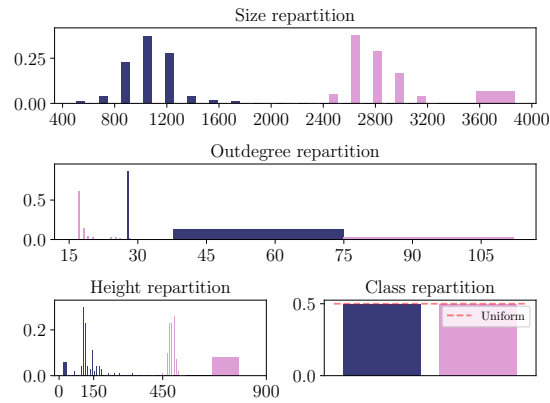 Size repartition
0.25
0.00
400 800 1200 1600 2000 2400 2800 3200 3600 4000
Outdegree repartition
0.5
0.0
15 30 45 60 75 90 105
Height repartition
0.2
0.0
0 150 450 900
Class repartition
0.5
Uniform
0.0